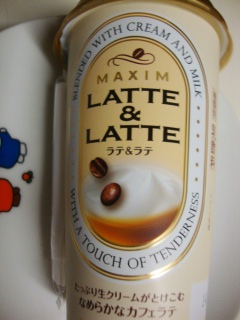 BLENDED WITH CREAM AND MILK
MAXIM
LATTE
&
LATTE
ラテ&ラテ
WITH A TOUCH OF TENDERNESS
たっぷり生クリームがとけこむ
なめらかなカフェラテ